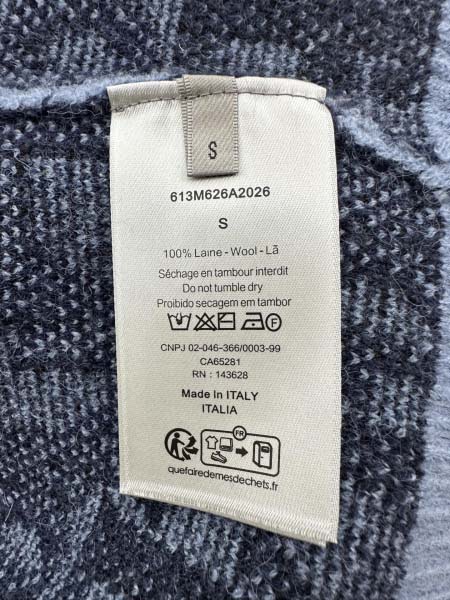 S
613M626A2026
S
100% Laine - Wool - Lã
Séchage en tambour interdit
Do not tumble dry
Proibido secagem em tambor
CNPJ 02-046-366/0003-99
CA65281
RN : 143628
Made In ITALY
ITALIA
FR
quefairedemesdechets.fr